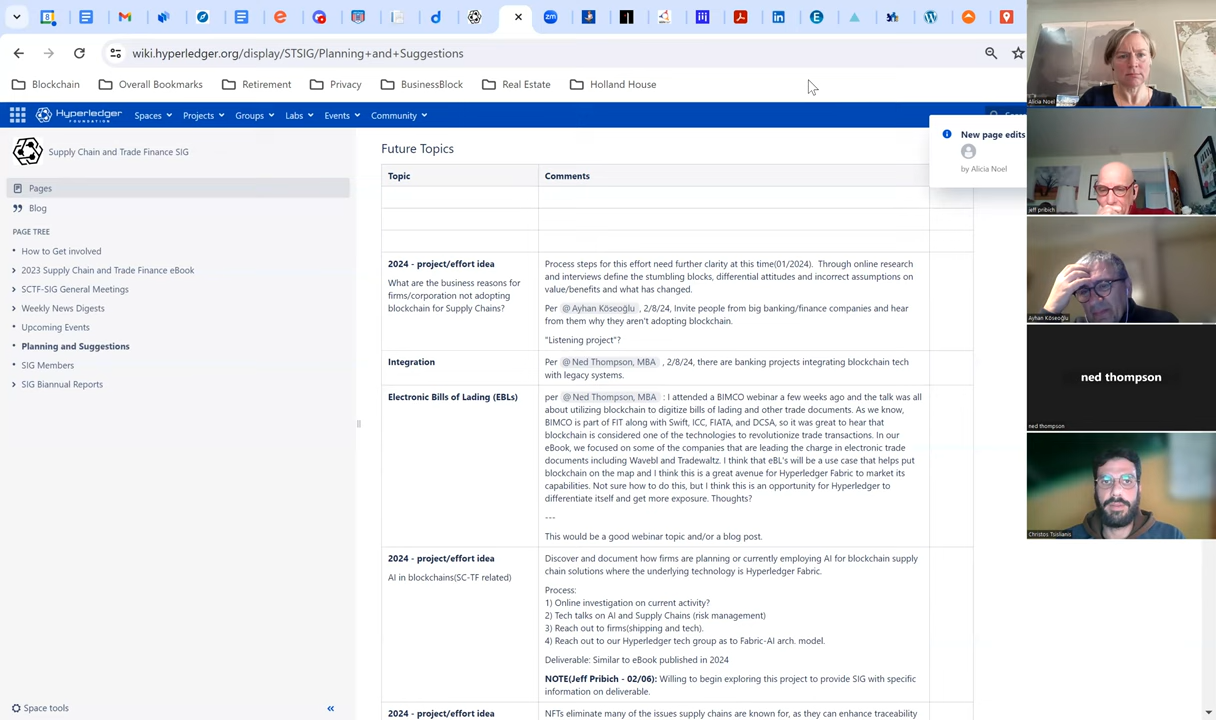 wiki.hyperledger.org/display/STSIG/Planning+and+Suggestions
Blockchain
Overall Bookmarks
Retirement
Privacy
BusinessBlock
Real Estate
Holland House
Hyperledger
FOUNDATION
Spaces
Projects
Groups
Labs
Events
Community
Supply Chain and Trade Finance SIG
Pages
Blog
PAGE TREE
How to Get involved
2023 Supply Chain and Trade Finance eBook
SCTF-SIG General Meetings
Weekly News Digests
Upcoming Events
Planning and Suggestions
SIG Members
SIG Biannual Reports
Space tools
Future Topics
Topic
Comments
2024 - project/effort idea
What are the business reasons for
firms/corporation not adopting
blockchain for Supply Chains?
Process steps for this effort need further clarity at this time(01/2024). Through online research
and interviews define the stumbling blocks, differential attitudes and incorrect assumptions on
value/benefits and what has changed.
Per @Ayhan Köseoğlu , 2/8/24, Invite people from big banking/finance companies and hear
from them why they aren't adopting blockchain.
"Listening project"?
Integration
Per @Ned Thompson, MBA , 2/8/24, there are banking projects integrating blockchain tech
with legacy systems.
Electronic Bills of Lading (EBLs)
per @Ned Thompson, MBA : I attended a BIMCO webinar a few weeks ago and the talk was all
about utilizing blockchain to digitize bills of lading and other trade documents. As we know,
BIMCO is part of FIT along with Swift, ICC, FIATA, and DCSA, so it was great to hear that
blockchain is considered one of the technologies to revolutionize trade transactions. In our
eBook, we focused on some of the companies that are leading the charge in electronic trade
documents including Wavebl and Tradewaltz. I think that eBL's will be a use case that helps put
blockchain on the map and I think this is a great avenue for Hyperledger Fabric to market its
capabilities. Not sure how to do this, but I think this is an opportunity for Hyperledger to
differentiate itself and get more exposure. Thoughts?
---
This would be a good webinar topic and/or a blog post.
2024 - project/effort idea
AI in blockchains(SC-TF related)
Discover and document how firms are planning or currently employing AI for blockchain supply
chain solutions where the underlying technology is Hyperledger Fabric.
Process:
1) Online investigation on current activity?
2) Tech talks on AI and Supply Chains (risk management)
3) Reach out to firms(shipping and tech).
4) Reach out to our Hyperledger tech group as to Fabric-AI arch. model.
Deliverable: Similar to eBook published in 2024
NOTE(Jeff Pribich - 02/06): Willing to begin exploring this project to provide SIG with specific
information on deliverable.
2024 - project/effort idea
NFTs eliminate many of the issues supply chains are known for, as they can enhance traceability
New page edits
by Alicia Noel
Alicia Noel
jeff pribich
Ayhan Köseoğlu
ned thompson
ned thompson
Christos Tsilianis